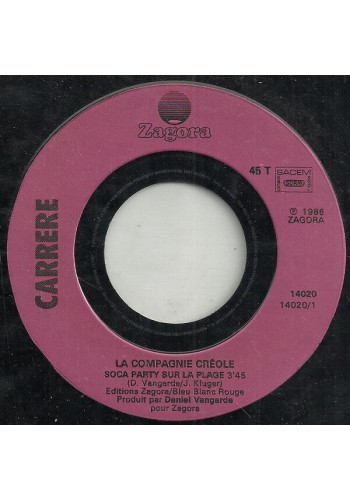 Zagora
45 T
SACEM
℗ 1986
ZAGORA
CARRERE
14020
14020/1
LA COMPAGNIE CRÉOLE
SOCA PARTY SUR LA PLAGE 3'45
(D. Vangarde/J. Kluger)
Editions Zagora/Bleu Blanc Rouge
Produit par Daniel Vangarde
pour Zagora